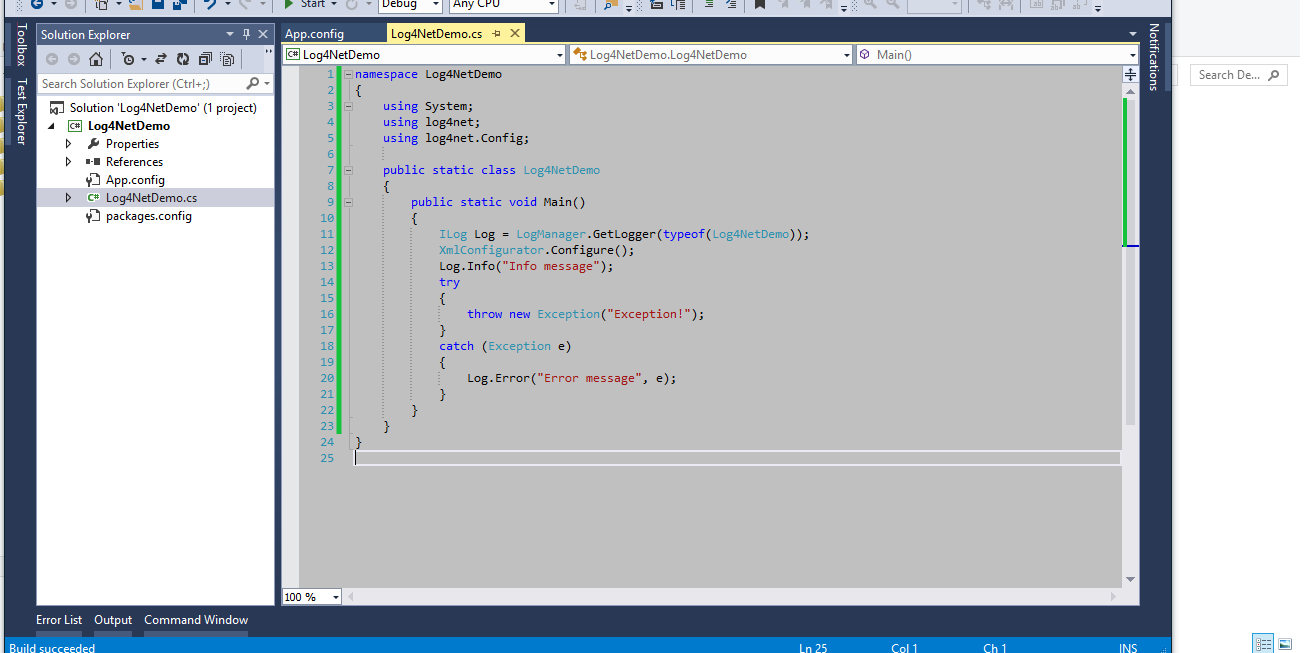 Start
Debug
Any CPU
Toolbox
Test Explorer
Solution Explorer
Search Solution Explorer (Ctrl+;)
Solution 'Log4NetDemo' (1 project)
C# Log4NetDemo
Properties
References
App.config
C# Log4NetDemo.cs
packages.config
App.config
Log4NetDemo.cs
C# Log4NetDemo
Log4NetDemo.Log4NetDemo
Main()
1 namespace Log4NetDemo
2 {
3 using System;
4 using log4net;
5 using log4net.Config;
6
7 public static class Log4NetDemo
8 {
9 public static void Main()
10 {
11 ILog Log = LogManager.GetLogger(typeof(Log4NetDemo));
12 XmlConfigurator.Configure();
13 Log.Info("Info message");
14 try
15 {
16 throw new Exception("Exception!");
17 }
18 catch (Exception e)
19 {
20 Log.Error("Error message", e);
21 }
22 }
23 }
24 }
25
100 %
Notifications
Search De...
Error List Output Command Window
Build succeeded
Ln 25 Col 1 Ch 1 INS